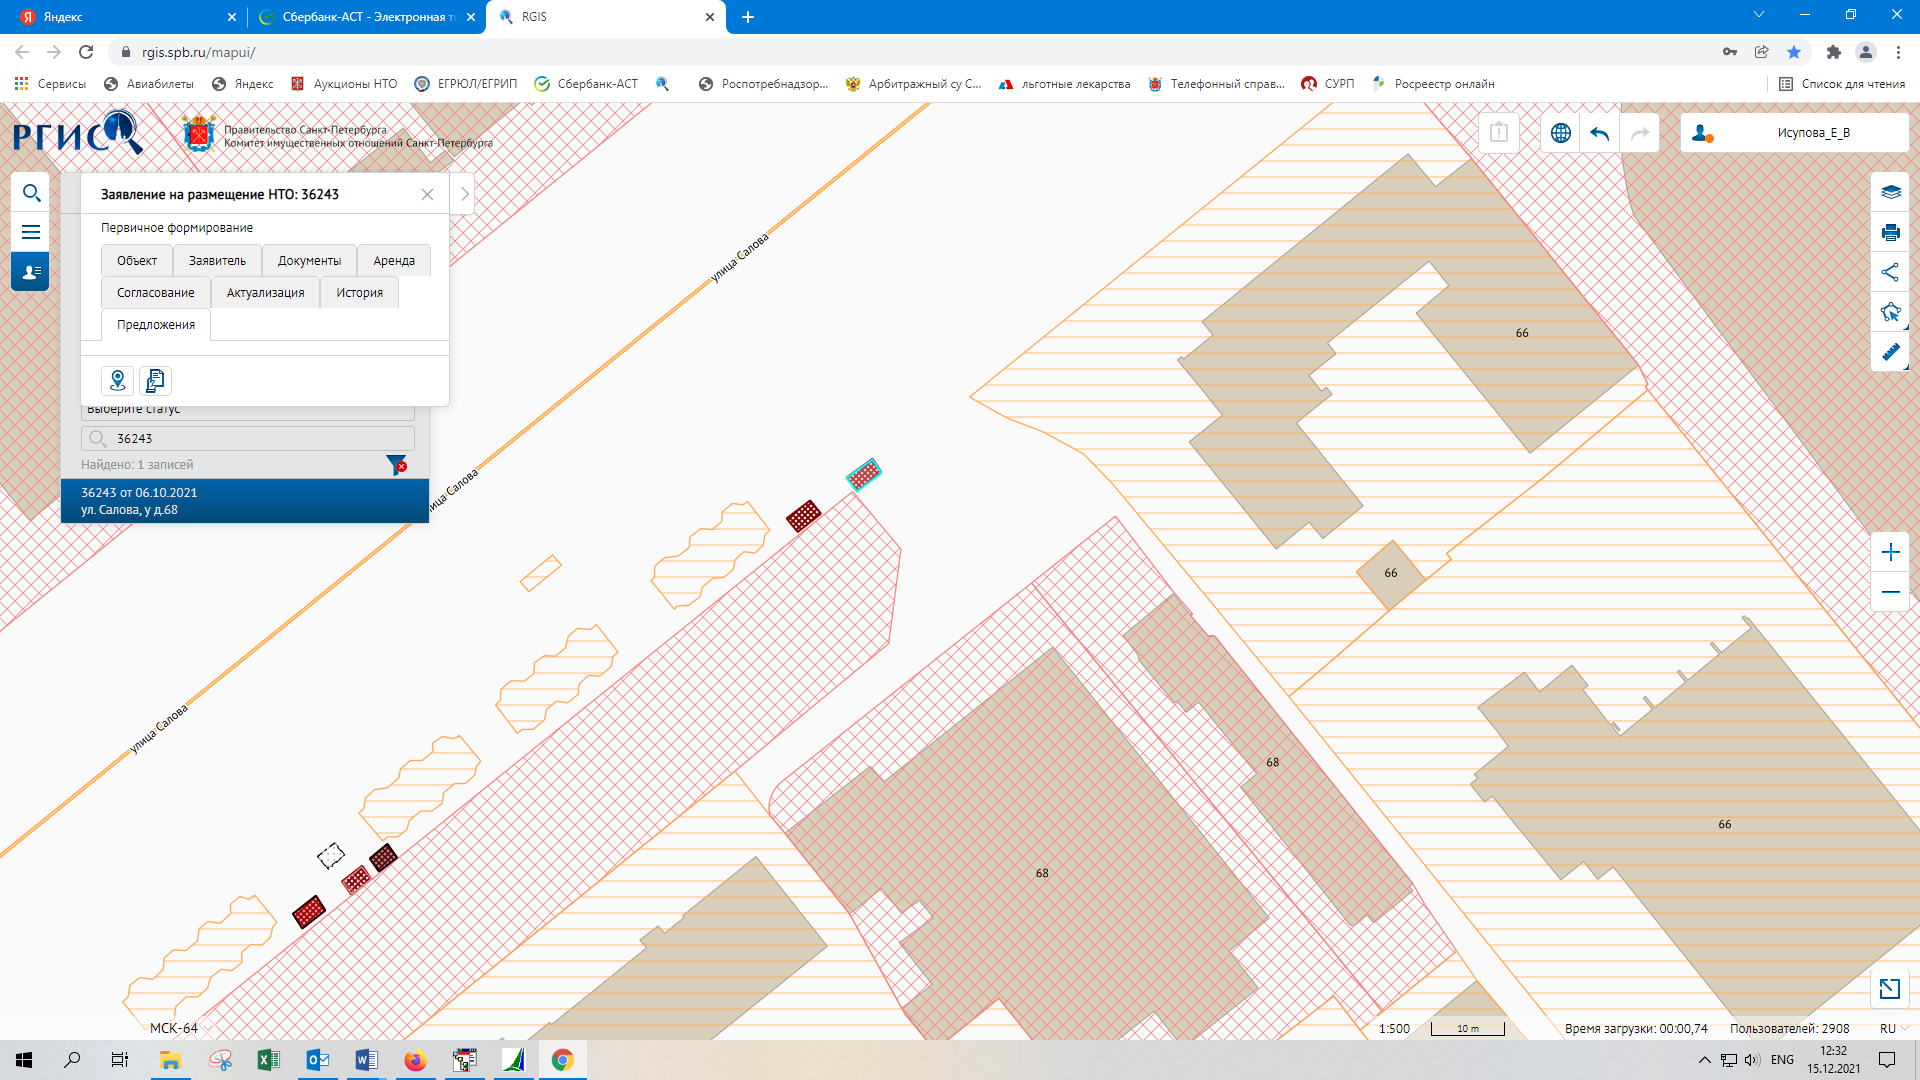 Яндекс
Сбербанк-АСТ - Электронная то
RGIS
rgis.spb.ru/mapui/
Сервисы
Авиабилеты
Яндекс
Аукционы НТО
ЕГРЮЛ/ЕГРИП
Сбербанк-АСТ
Роспотребнадзор...
Арбитражный су С...
льготные лекарства
Телефонный справ...
СУРП
Росреестр онлайн
Список для чтения
РГИС
Правительство Санкт-Петербурга
Комитет имущественных отношений Санкт-Петербурга
Исупова_Е_В
Заявление на размещение НТО: 36243
Первичное формирование
Объект
Заявитель
Документы
Аренда
Согласование
Актуализация
История
Предложения
Выберите статус
36243
Найдено: 1 записей
36243 от 06.10.2021
ул. Салова, у д.68
улица Салова
улица Салова
улица Салова
66
66
66
68
68
МСК-64
1:500
10 m
Время загрузки: 00:00,74
Пользователей: 2908
RU
ENG
12:32
15.12.2021